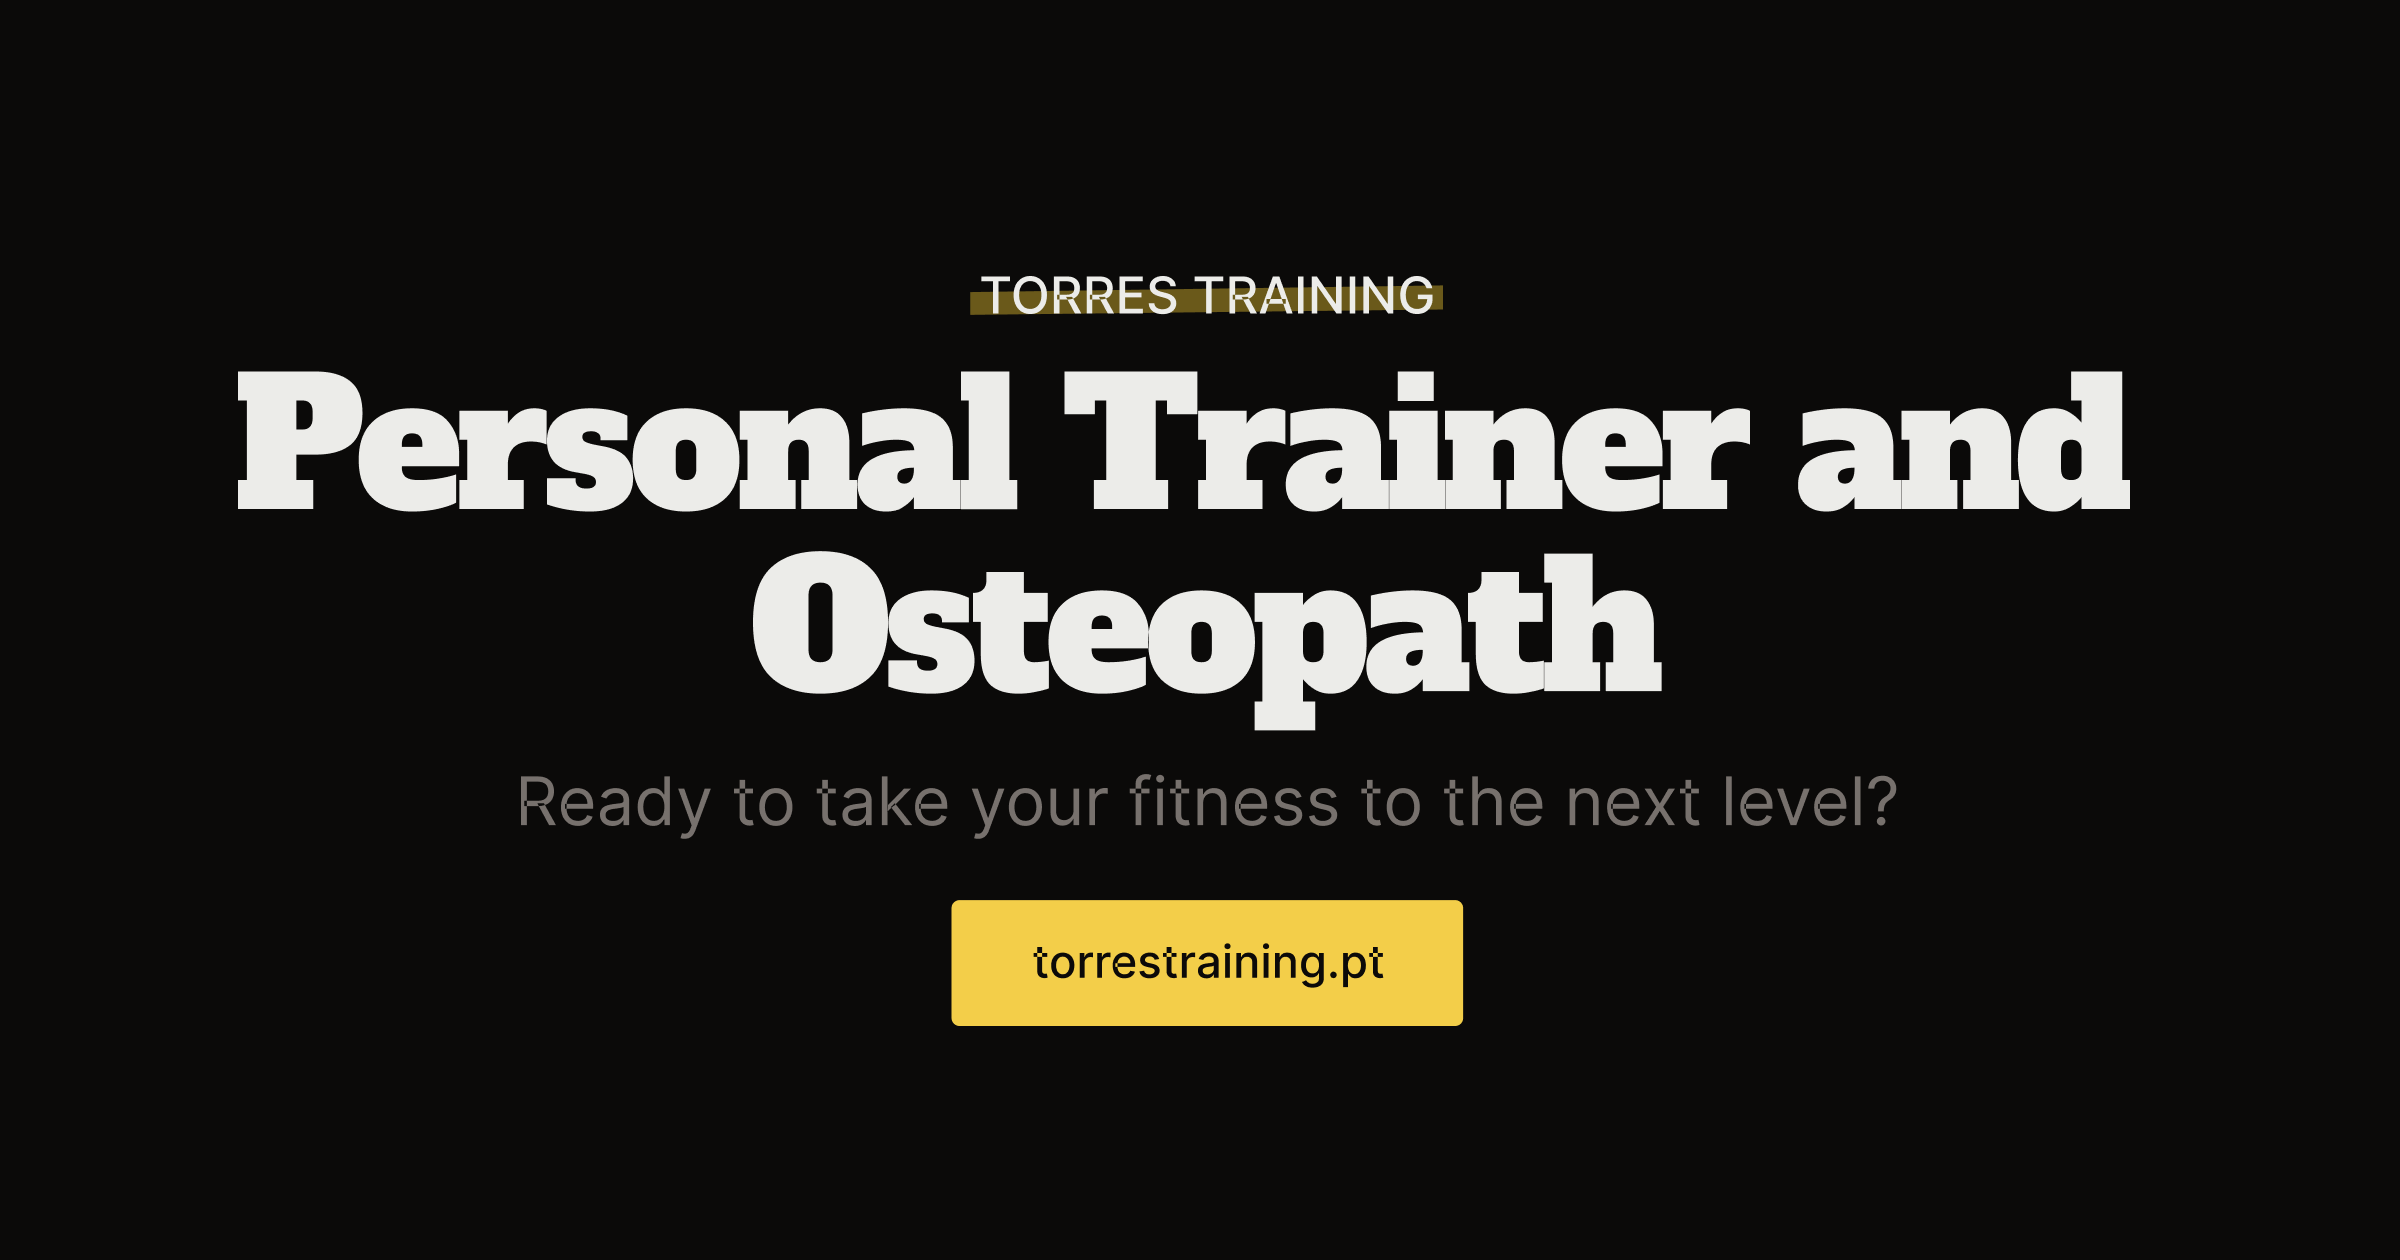 TORRES TRAINING
Personal Trainer and
Osteopath
Ready to take your fitness to the next level?
torrestraining.pt